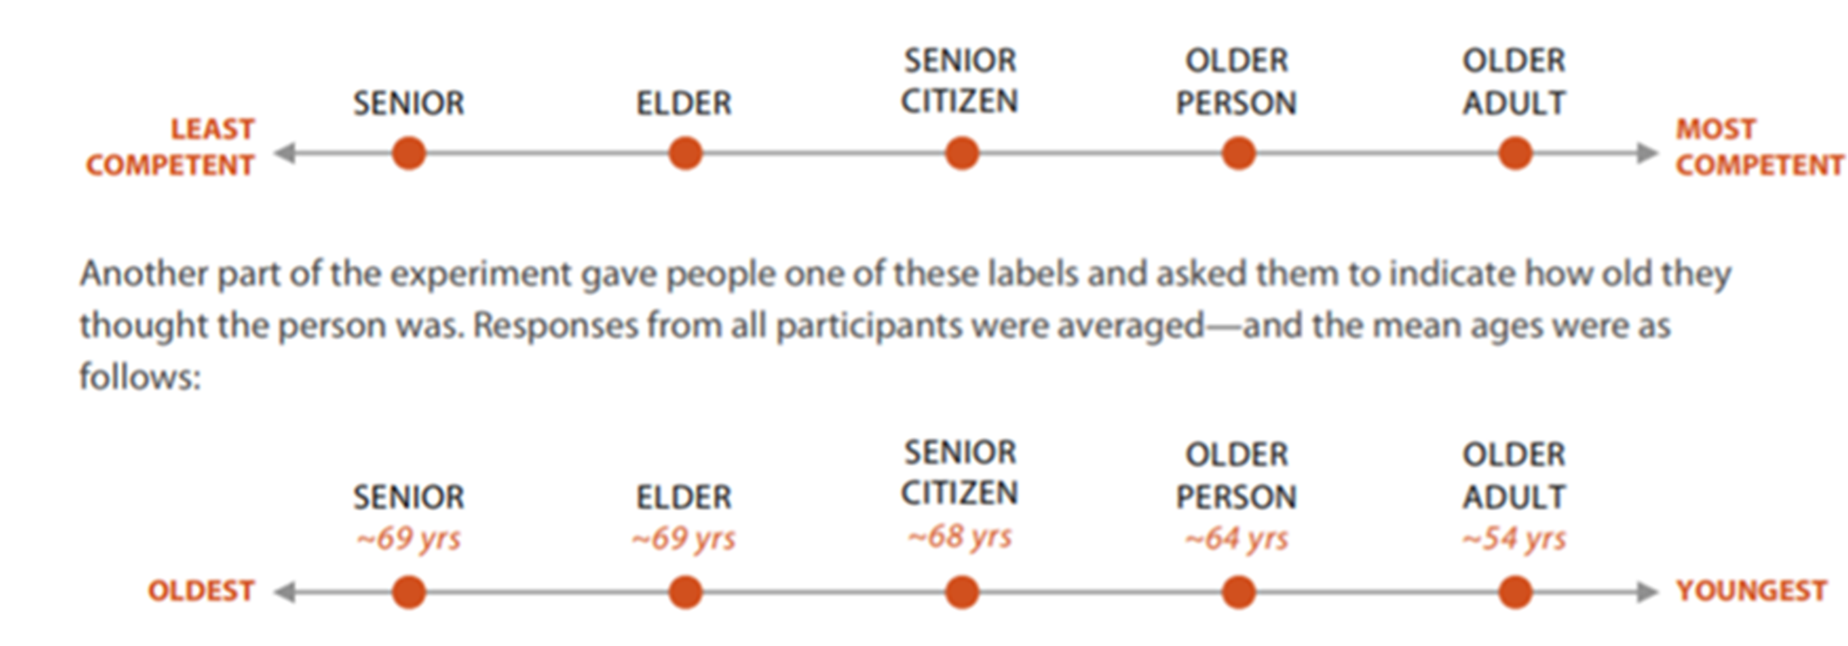 SENIOR ELDER SENIOR CITIZEN OLDER PERSON OLDER ADULT
LEAST COMPETENT MOST COMPETENT
Another part of the experiment gave people one of these labels and asked them to indicate how old they
thought the person was. Responses from all participants were averaged—and the mean ages were as
follows:
SENIOR ELDER SENIOR CITIZEN OLDER PERSON OLDER ADULT
~69 yrs ~69 yrs ~68 yrs ~64 yrs ~54 yrs
OLDEST YOUNGEST